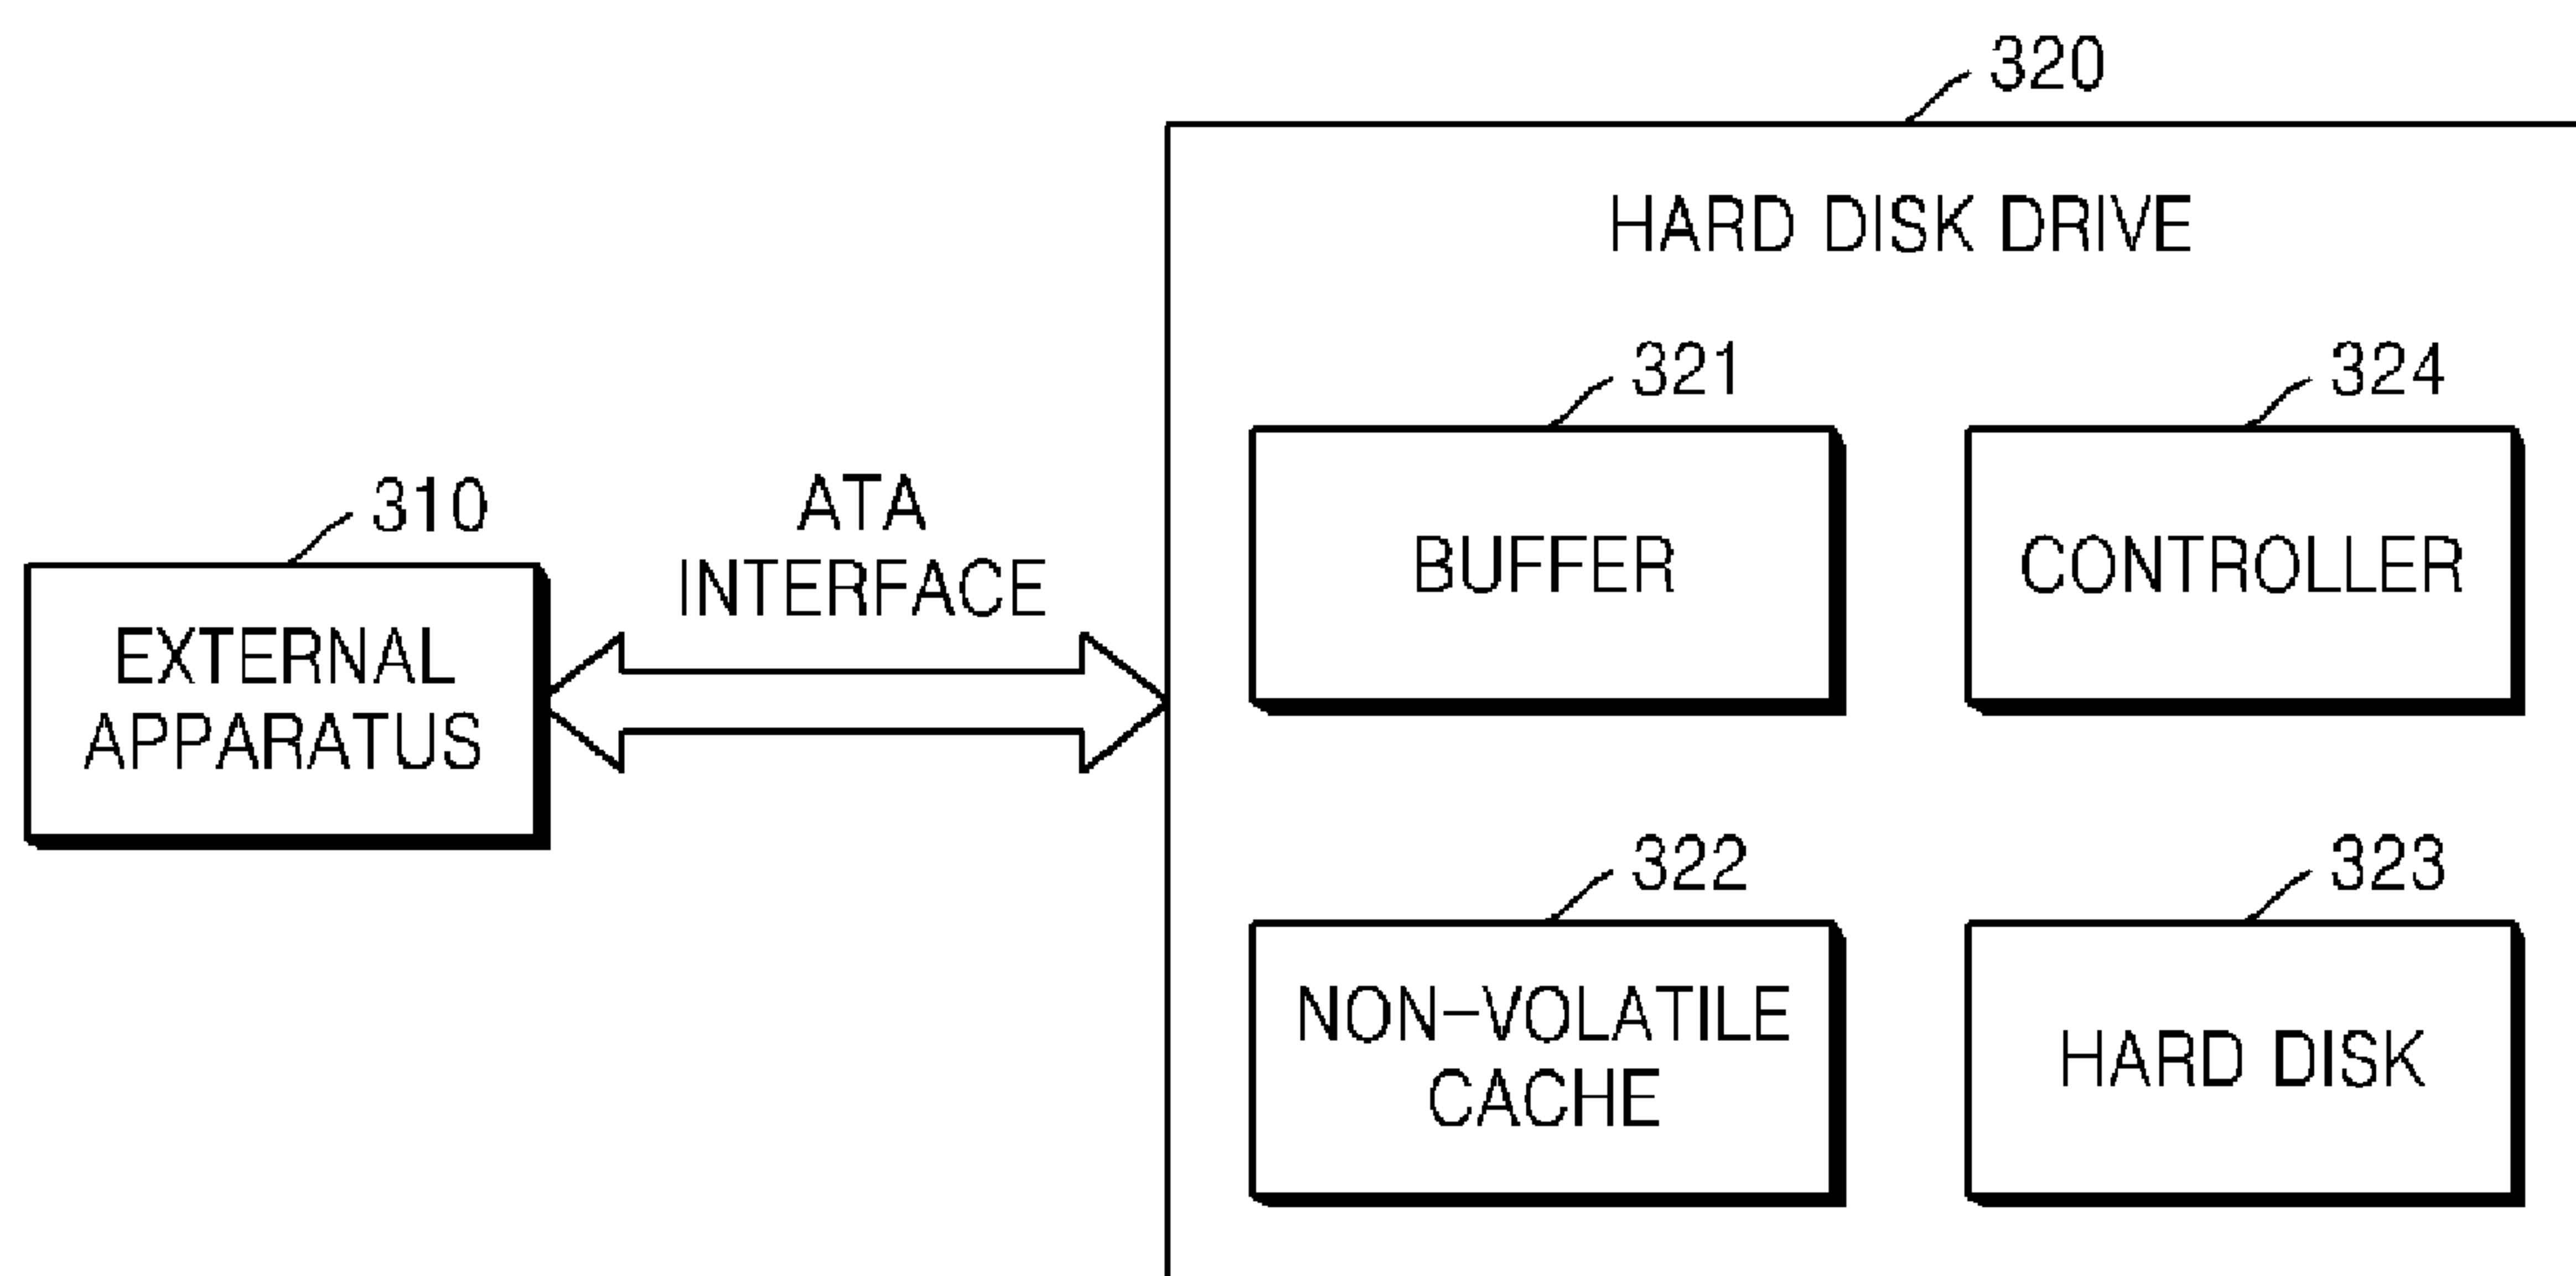 320
HARD DISK DRIVE
321
324
BUFFER
CONTROLLER
310
ATA
INTERFACE
EXTERNAL
APPARATUS
322
323
NON-VOLATILE
CACHE
HARD DISK